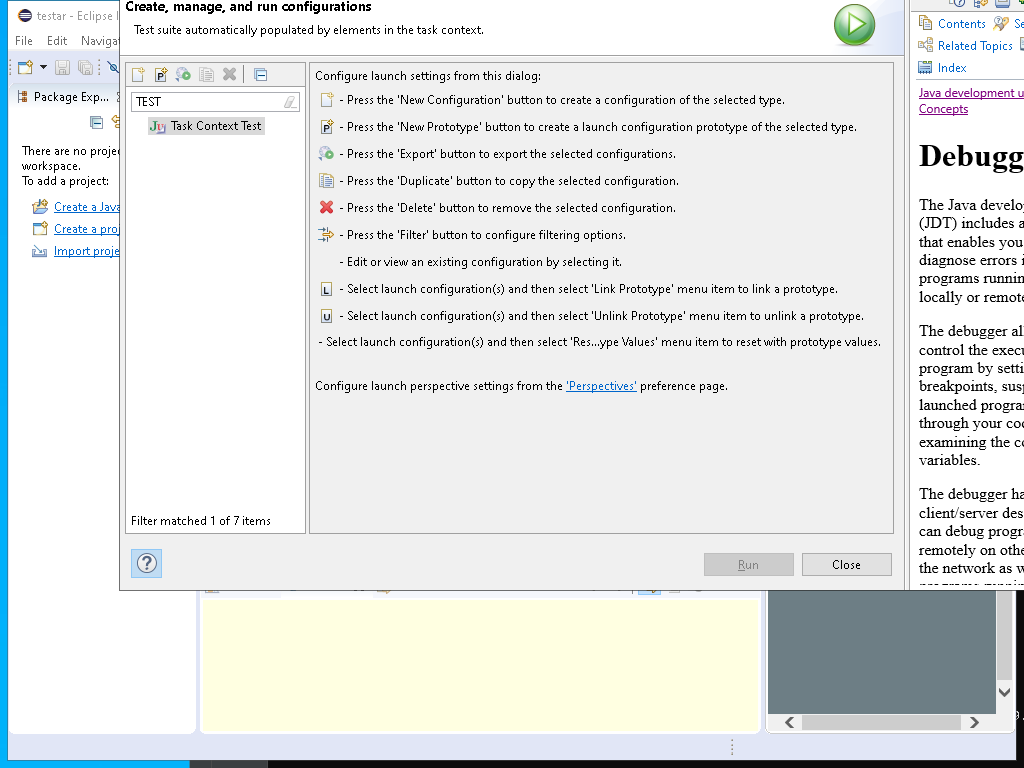 testar - Eclipse I
File Edit Navigat
Package Exp...
There are no proje
workspace.
To add a project:
Create a Java
Create a proj
Import proje
Create, manage, and run configurations
Test suite automatically populated by elements in the task context.
TEST
Task Context Test
Filter matched 1 of 7 items
Configure launch settings from this dialog:
- Press the 'New Configuration' button to create a configuration of the selected type.
- Press the 'New Prototype' button to create a launch configuration prototype of the selected type.
- Press the 'Export' button to export the selected configurations.
- Press the 'Duplicate' button to copy the selected configuration.
- Press the 'Delete' button to remove the selected configuration.
- Press the 'Filter' button to configure filtering options.
- Edit or view an existing configuration by selecting it.
- Select launch configuration(s) and then select 'Link Prototype' menu item to link a prototype.
- Select launch configuration(s) and then select 'Unlink Prototype' menu item to unlink a prototype.
- Select launch configuration(s) and then select 'Res...ype Values' menu item to reset with prototype values.
Configure launch perspective settings from the 'Perspectives' preference page.
Run
Close
Contents Se
Related Topics
Index
Java development u
Concepts
Debugg
The Java develop
(JDT) includes a
that enables you
diagnose errors i
programs runnin
locally or remote
The debugger all
control the execu
program by setti
breakpoints, susp
launched program
through your cod
examining the co
variables.
The debugger ha
client/server des
can debug progra
remotely on othe
the network as w